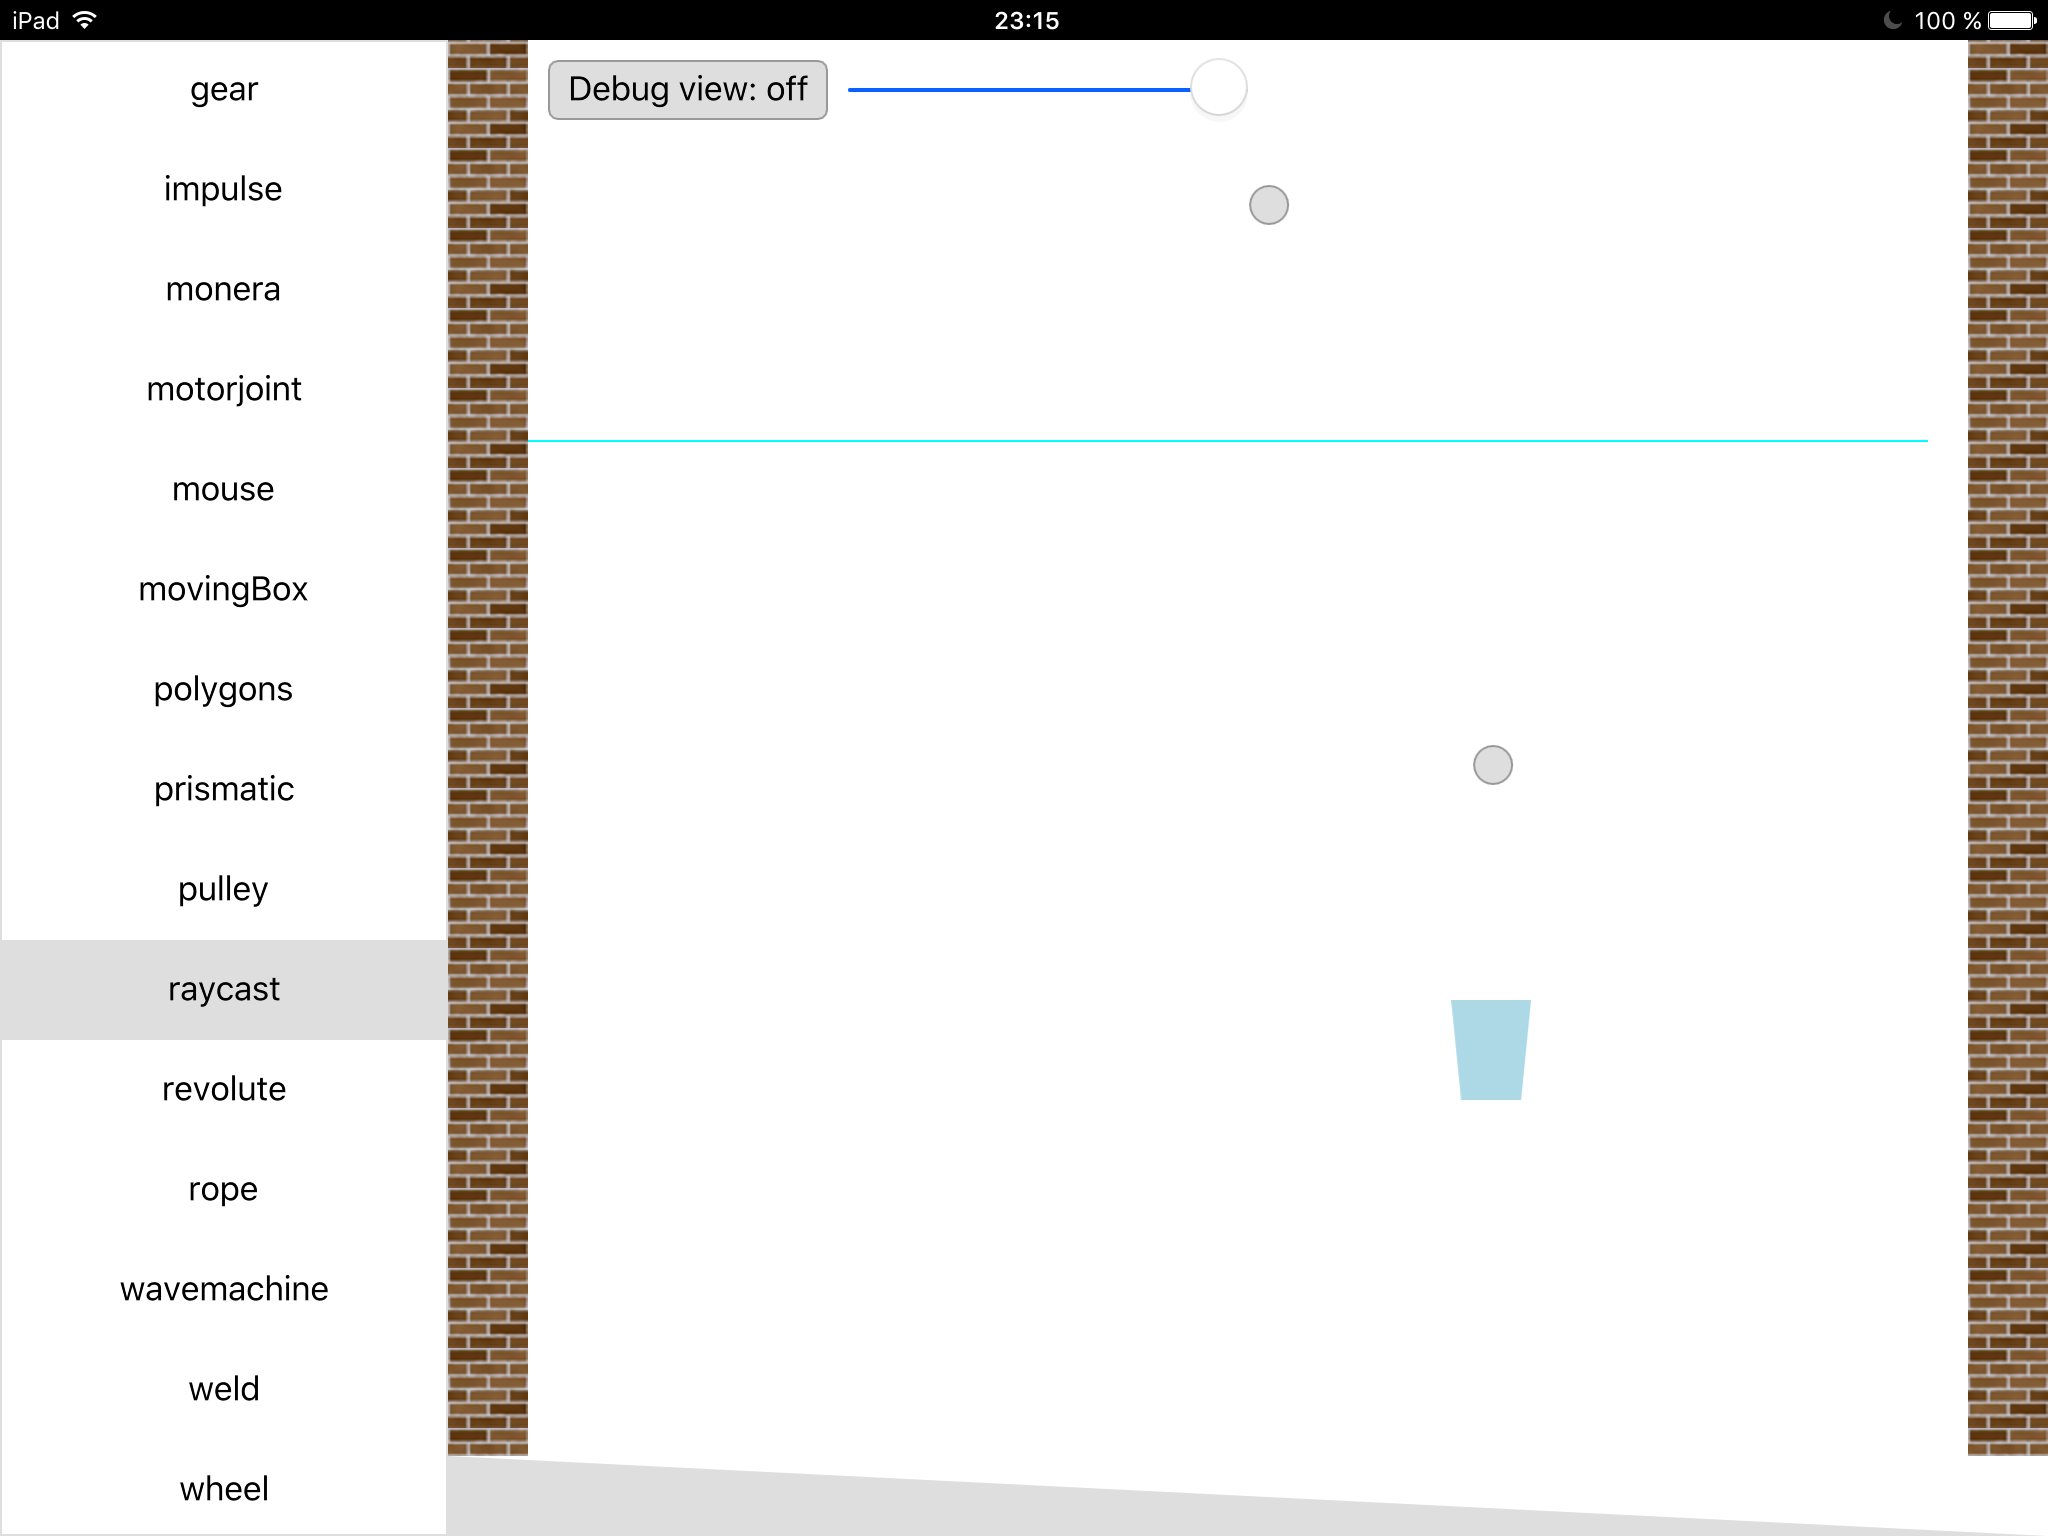 iPad
23:15
100 %
gear
impulse
monera
motorjoint
mouse
movingBox
polygons
prismatic
pulley
raycast
revolute
rope
wavemachine
weld
wheel
Debug view: off